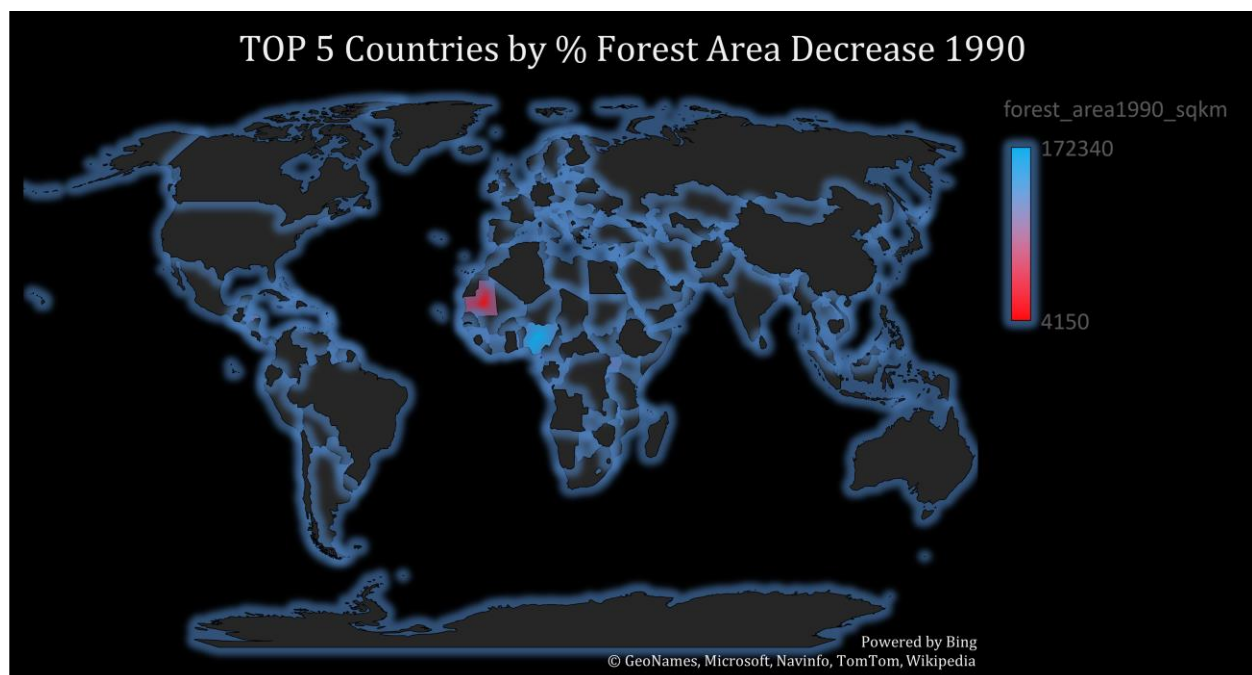 TOP 5 Countries by % Forest Area Decrease 1990
forest_area1990_sqkm
172340
4150
Powered by Bing
© GeoNames, Microsoft, Navinfo, TomTom, Wikipedia